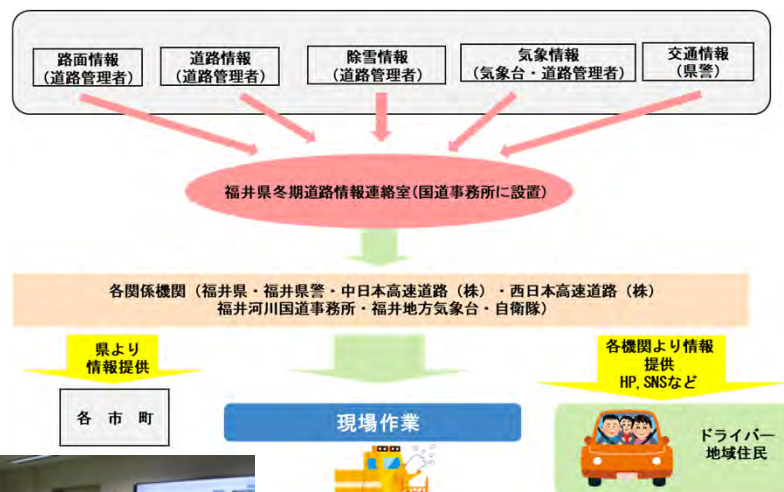 路面情報
(道路管理者)
道路情報
(道路管理者)
除雪情報
(道路管理者)
気象情報
(気象台・道路管理者)
交通情報
(県警)
福井県冬期道路情報連絡室(国道事務所に設置)
各関係機関（福井県・福井県警・中日本高速道路（株）・西日本高速道路（株）
福井河川国道事務所・福井地方気象台・自衛隊）
県より
情報提供
各機関より情報
提供
HP,SNSなど
各 市 町
現場作業
ドライバー
地域住民